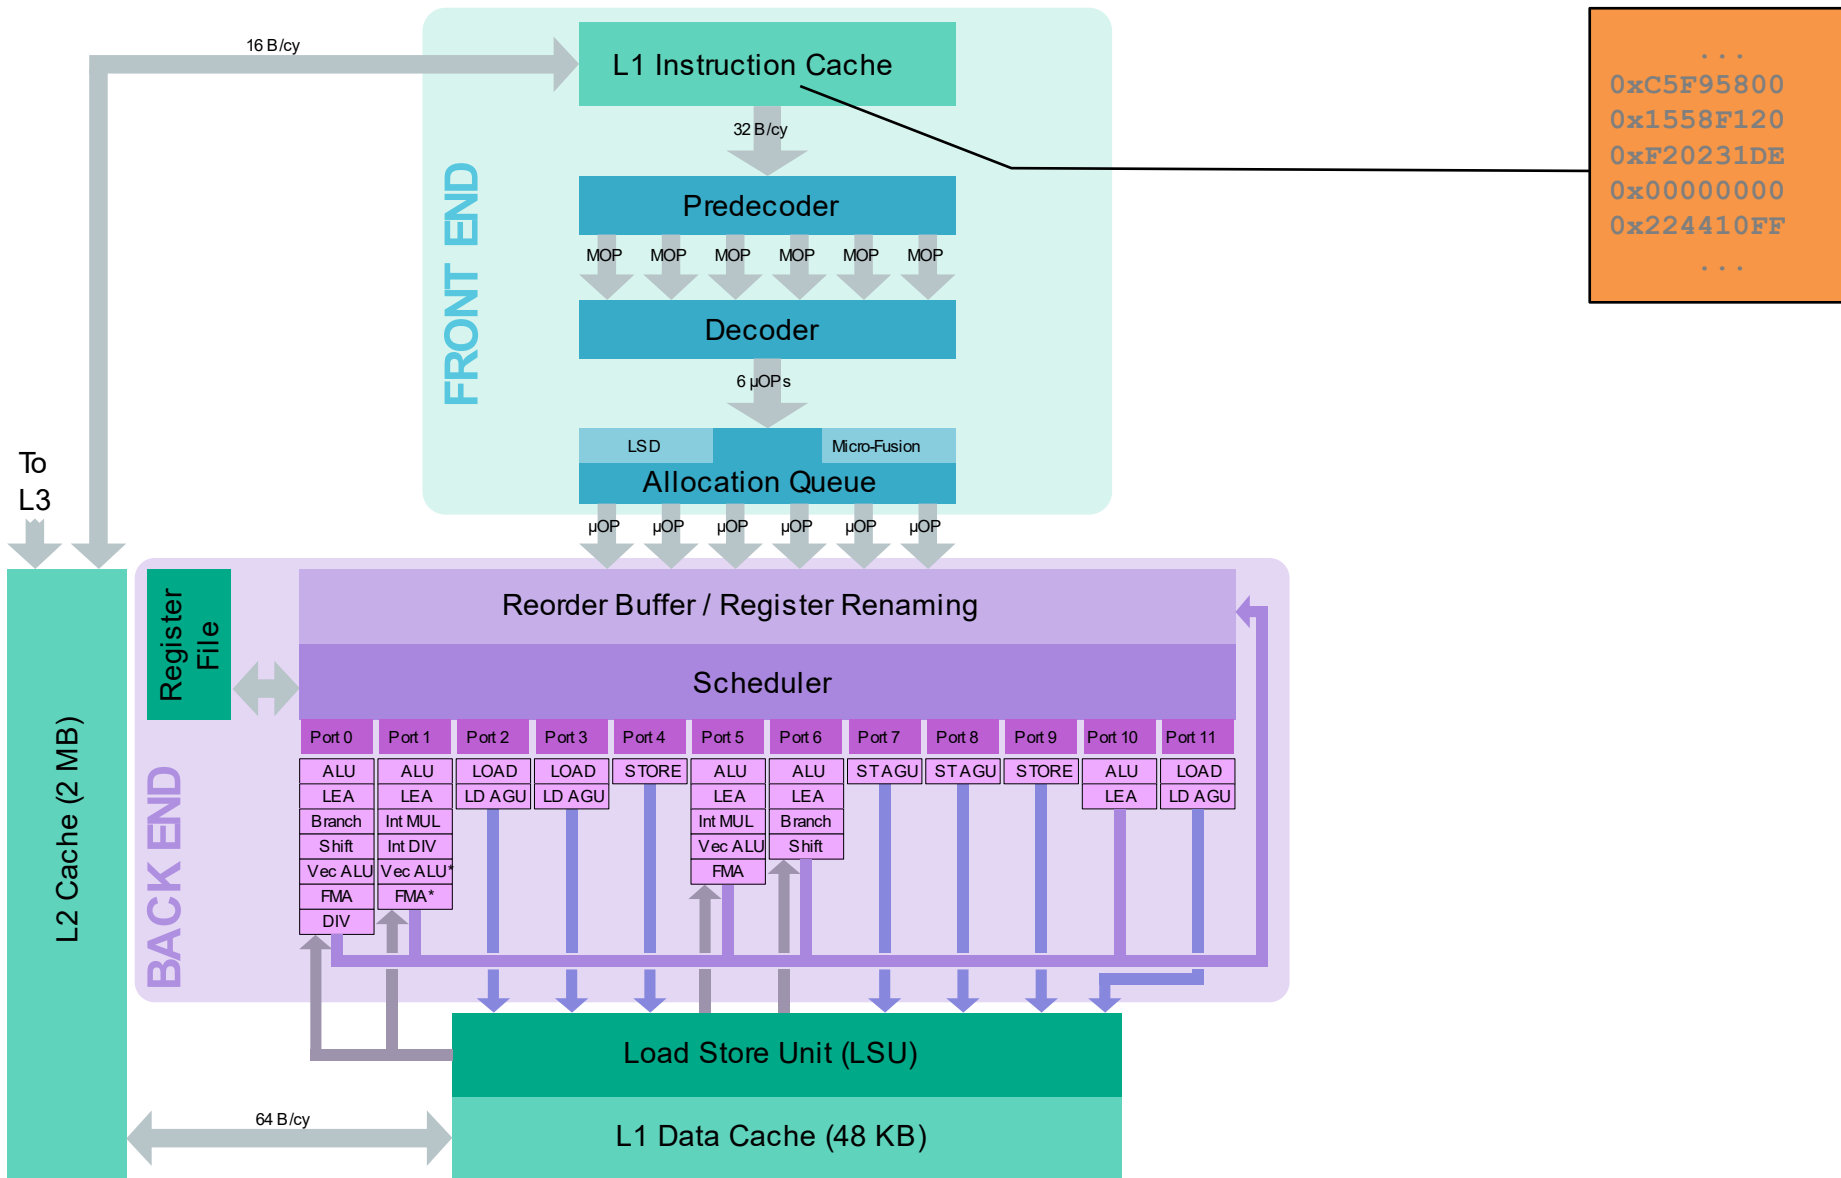 16 B/cy
L1 Instruction Cache
...
0xC5F95800
0x1558F120
0xF20231DE
0x00000000
0x224410FF
...
32 B/cy
FRONT END
Predecoder
MOP MOP MOP MOP MOP MOP
Decoder
6 µOPs
LSD
Micro-Fusion
Allocation Queue
µOP µOP µOP µOP µOP µOP
To
L3
L2 Cache (2 MB)
BACK END
Register
File
Reorder Buffer / Register Renaming
Scheduler
Port 0 Port 1 Port 2 Port 3 Port 4 Port 5 Port 6 Port 7 Port 8 Port 9 Port 10 Port 11
ALU ALU LOAD LOAD STORE ALU ALU ST AGU ST AGU STORE ALU LOAD
LEA LEA LD AGU LD AGU LEA LEA LEA LD AGU
Branch Int MUL Int MUL Branch
Shift Int DIV Vec ALU Shift
Vec ALU Vec ALU* FMA
FMA FMA*
DIV
Load Store Unit (LSU)
64 B/cy
L1 Data Cache (48 KB)